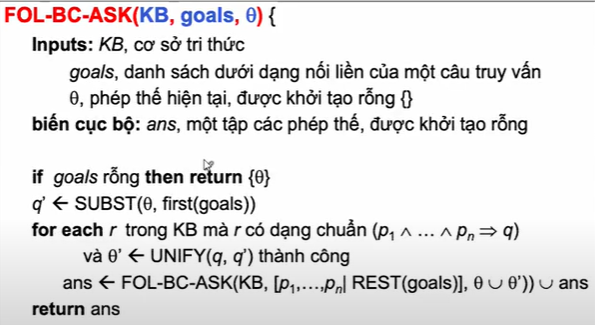 FOL-BC-ASK(KB, goals, θ) {
Inputs: KB, cơ sở tri thức
goals, danh sách dưới dạng nối liền của một câu truy vấn
θ, phép thế hiện tại, được khởi tạo rỗng {}
biến cục bộ: ans, một tập các phép thế, được khởi tạo rỗng
if goals rỗng then return {θ}
q' ← SUBST(θ, first(goals))
for each r trong KB mà r có dạng chuẩn (p₁ ∧ … ∧ pₙ ⇒ q)
và θ' ← UNIFY(q, q') thành công
ans ← FOL-BC-ASK(KB, [p₁,…,pₙ| REST(goals)], θ ∪ θ')) ∪ ans
return ans